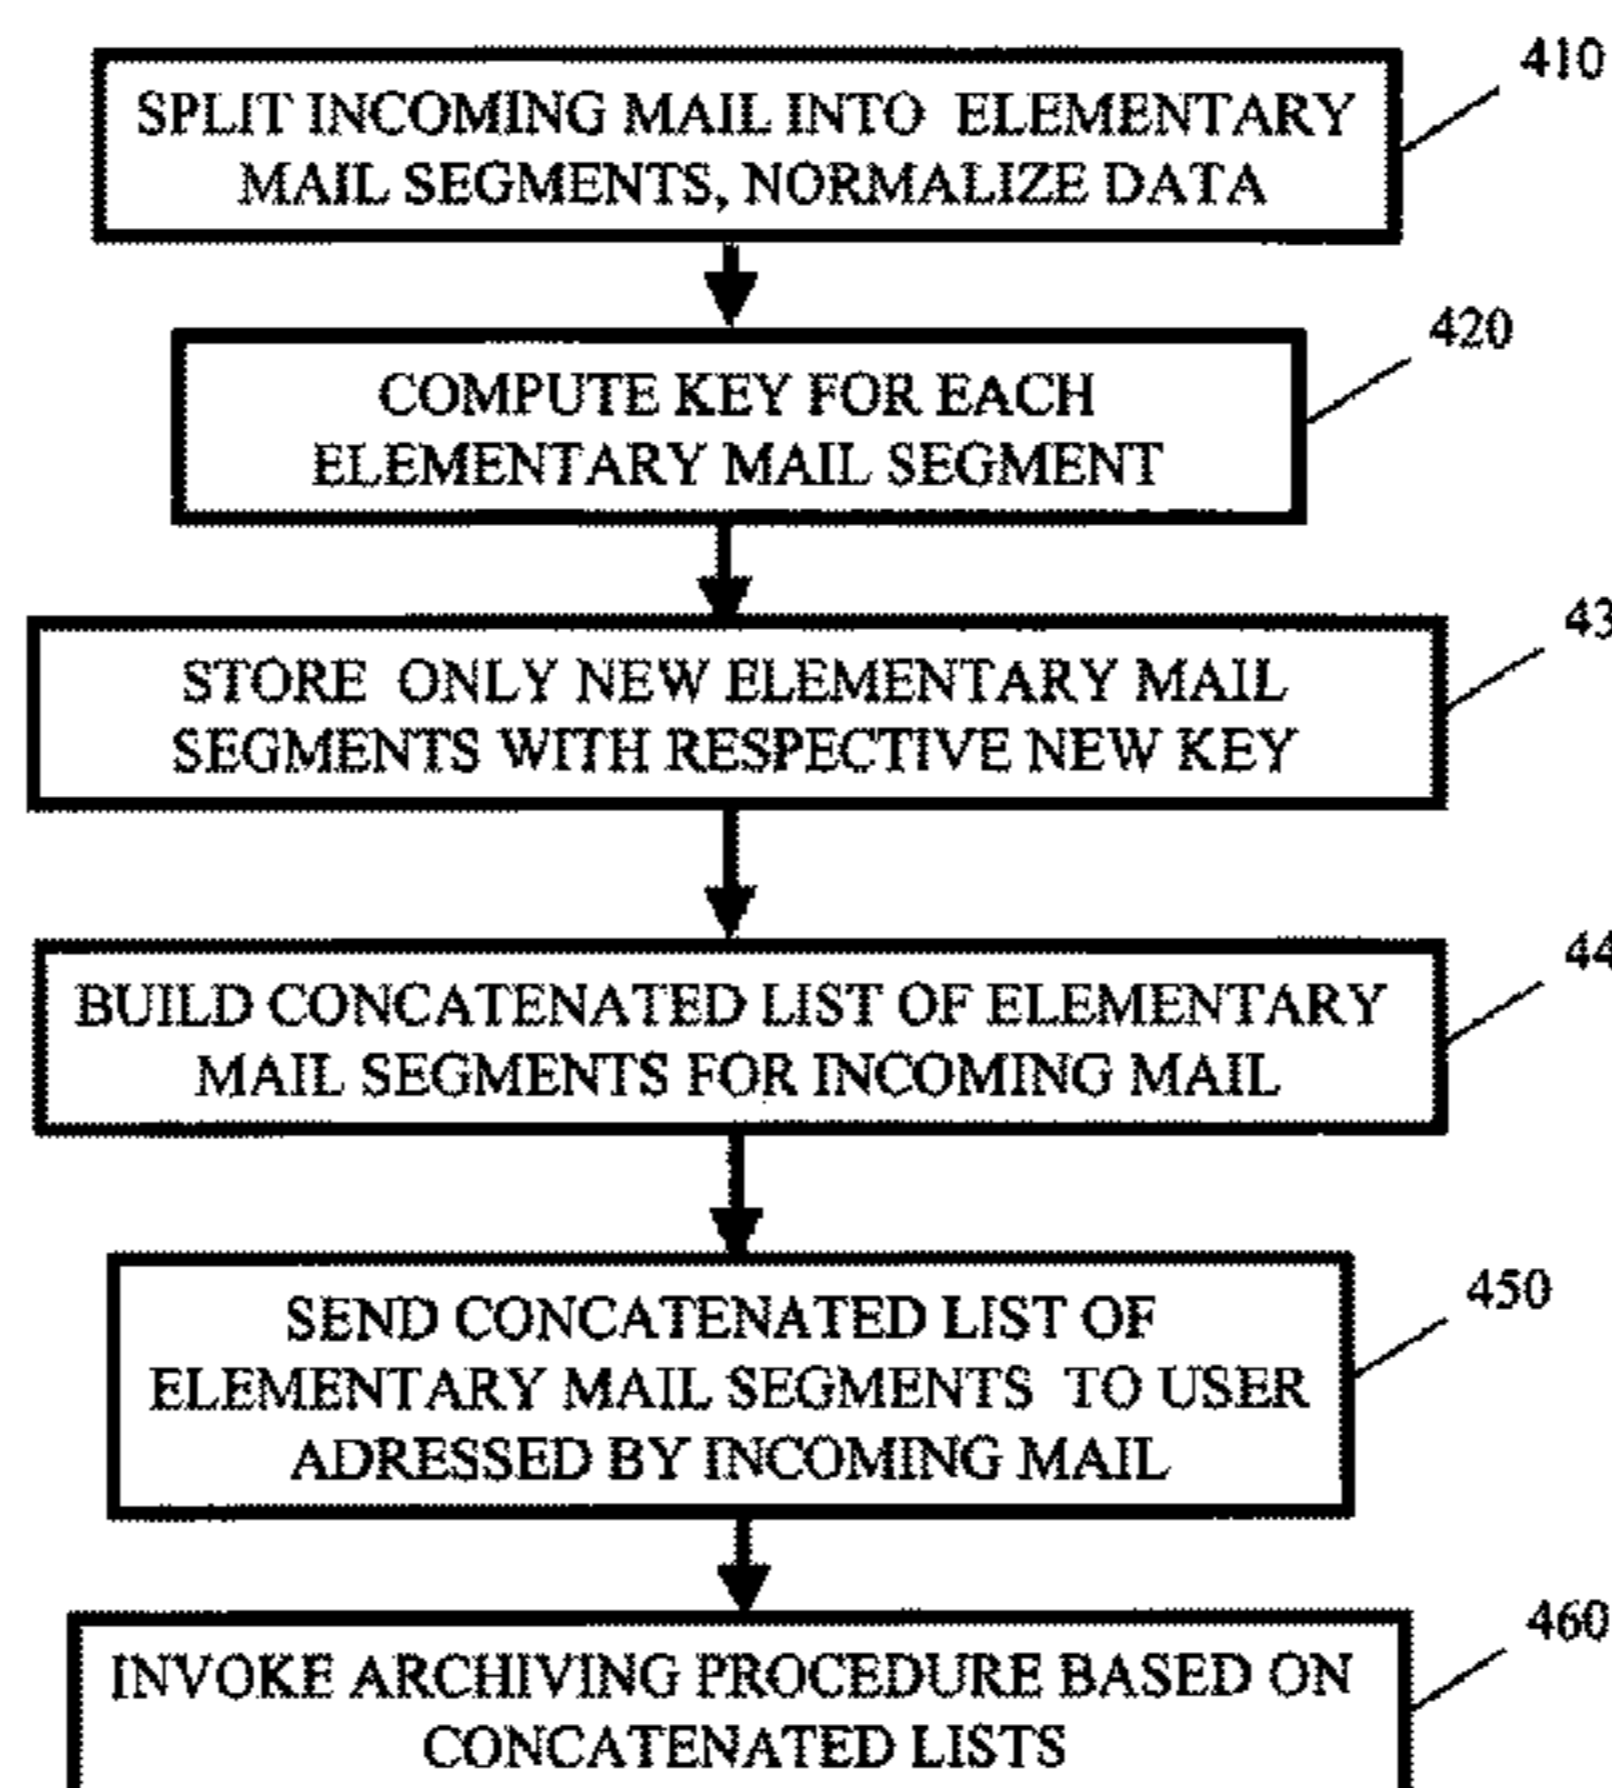 410
SPLIT INCOMING MAIL INTO ELEMENTARY
MAIL SEGMENTS, NORMALIZE DATA
420
COMPUTE KEY FOR EACH
ELEMENTARY MAIL SEGMENT
43
STORE ONLY NEW ELEMENTARY MAIL
SEGMENTS WITH RESPECTIVE NEW KEY
44
BUILD CONCATENATED LIST OF ELEMENTARY
MAIL SEGMENTS FOR INCOMING MAIL
450
SEND CONCATENATED LIST OF
ELEMENTARY MAIL SEGMENTS TO USER
ADRESSED BY INCOMING MAIL
460
INVOKE ARCHIVING PROCEDURE BASED ON
CONCATENATED LISTS